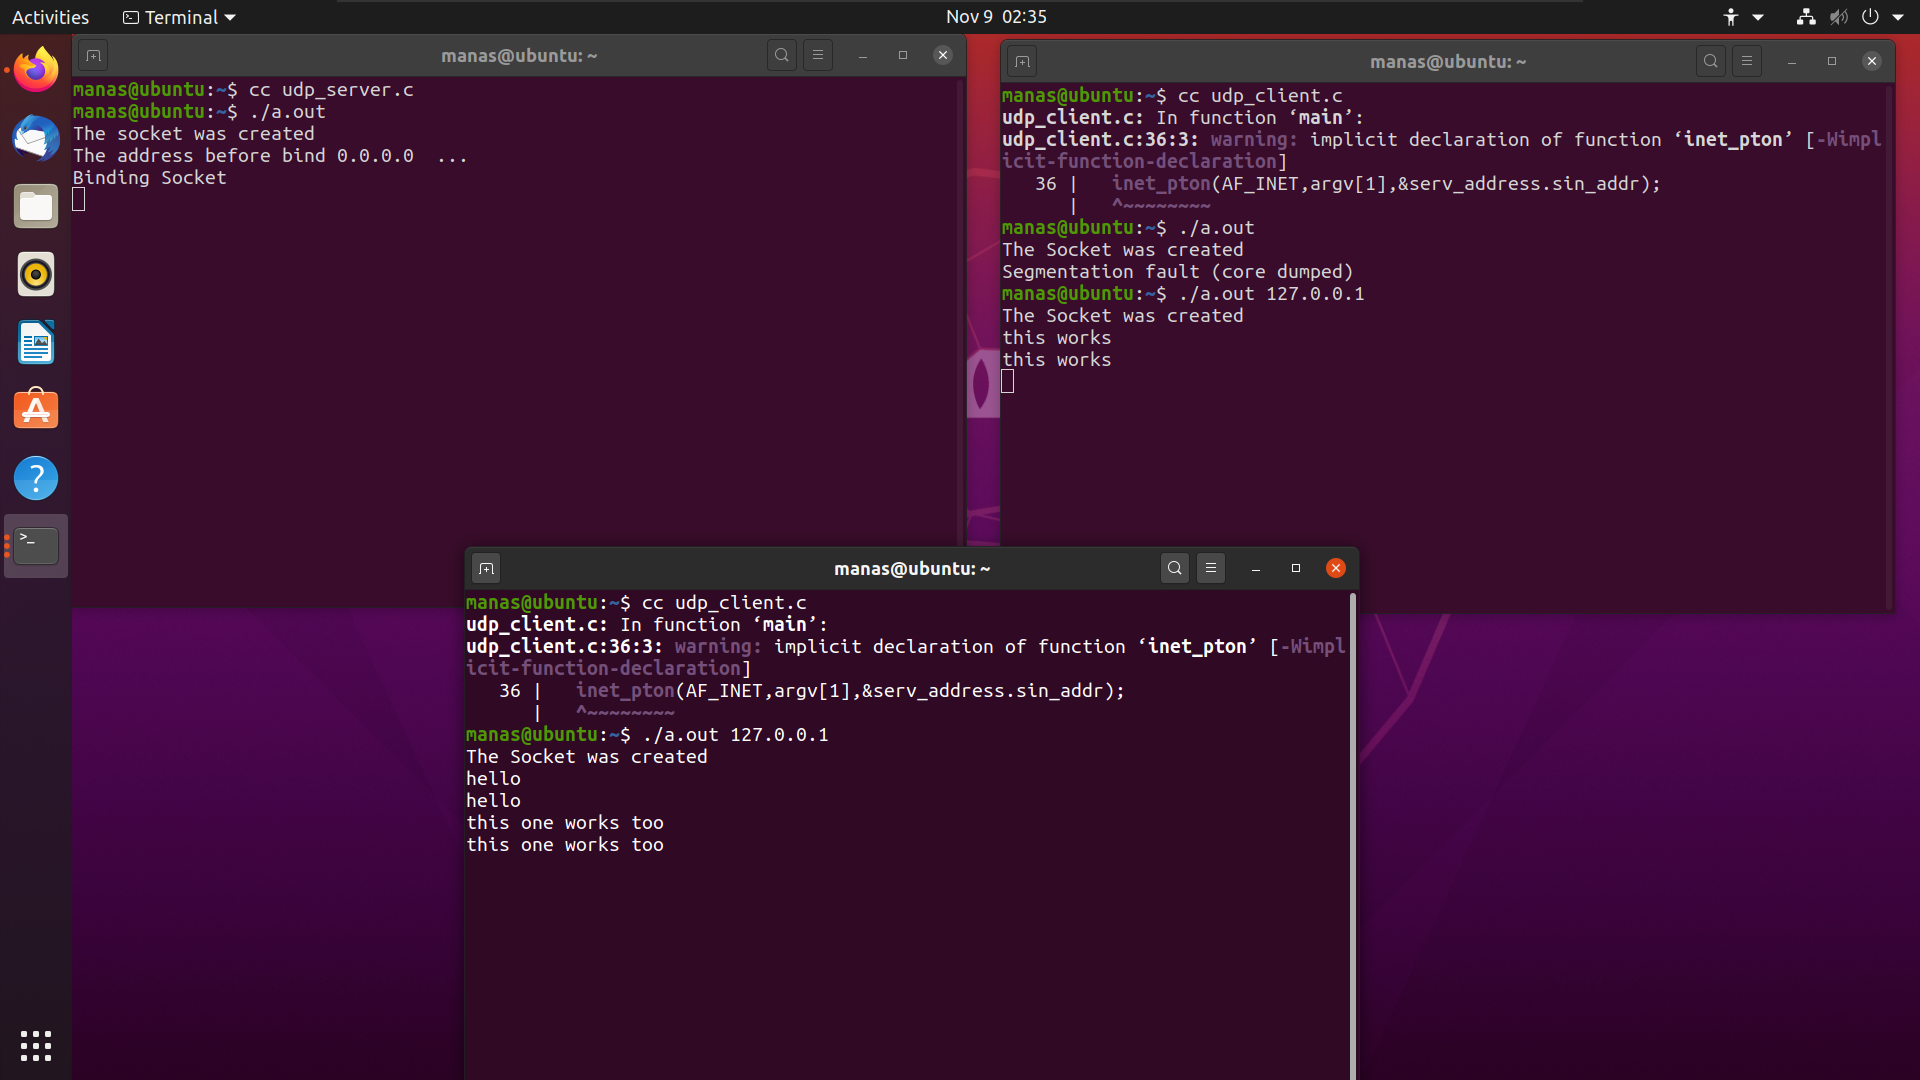 Activities
Terminal
Nov 9 02:35
manas@ubuntu: ~
manas@ubuntu:~$ cc udp_server.c
manas@ubuntu:~$ ./a.out
The socket was created
The address before bind 0.0.0.0  ...
Binding Socket
manas@ubuntu: ~
manas@ubuntu:~$ cc udp_client.c
udp_client.c: In function ‘main’:
udp_client.c:36:3: warning: implicit declaration of function ‘inet_pton’ [-Wimpl
icit-function-declaration]
   36 |   inet_pton(AF_INET,argv[1],&serv_address.sin_addr);
      |   ^~~~~~~~~
manas@ubuntu:~$ ./a.out
The Socket was created
Segmentation fault (core dumped)
manas@ubuntu:~$ ./a.out 127.0.0.1
The Socket was created
this works
this works
manas@ubuntu: ~
manas@ubuntu:~$ cc udp_client.c
udp_client.c: In function ‘main’:
udp_client.c:36:3: warning: implicit declaration of function ‘inet_pton’ [-Wimpl
icit-function-declaration]
   36 |   inet_pton(AF_INET,argv[1],&serv_address.sin_addr);
      |   ^~~~~~~~~
manas@ubuntu:~$ ./a.out 127.0.0.1
The Socket was created
hello
hello
this one works too
this one works too